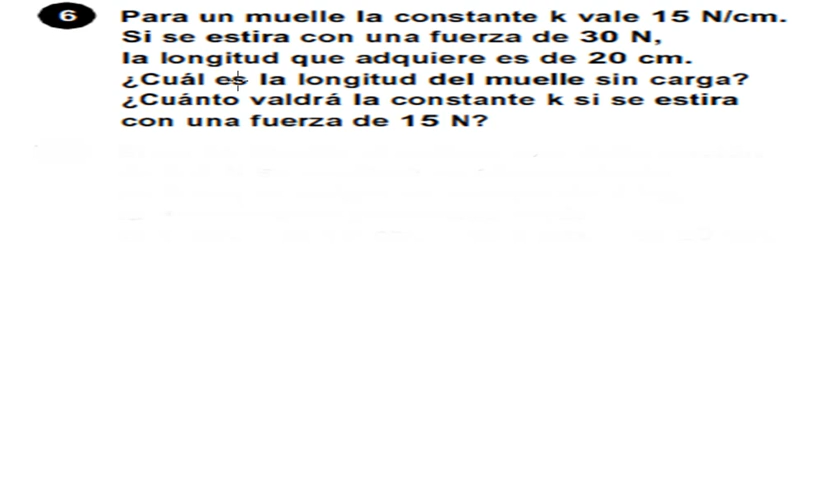 6 Para un muelle la constante k vale 15 N/cm.
Si se estira con una fuerza de 30 N,
la longitud que adquiere es de 20 cm.
¿Cuál es la longitud del muelle sin carga?
¿Cuánto valdrá la constante k si se estira
con una fuerza de 15 N?